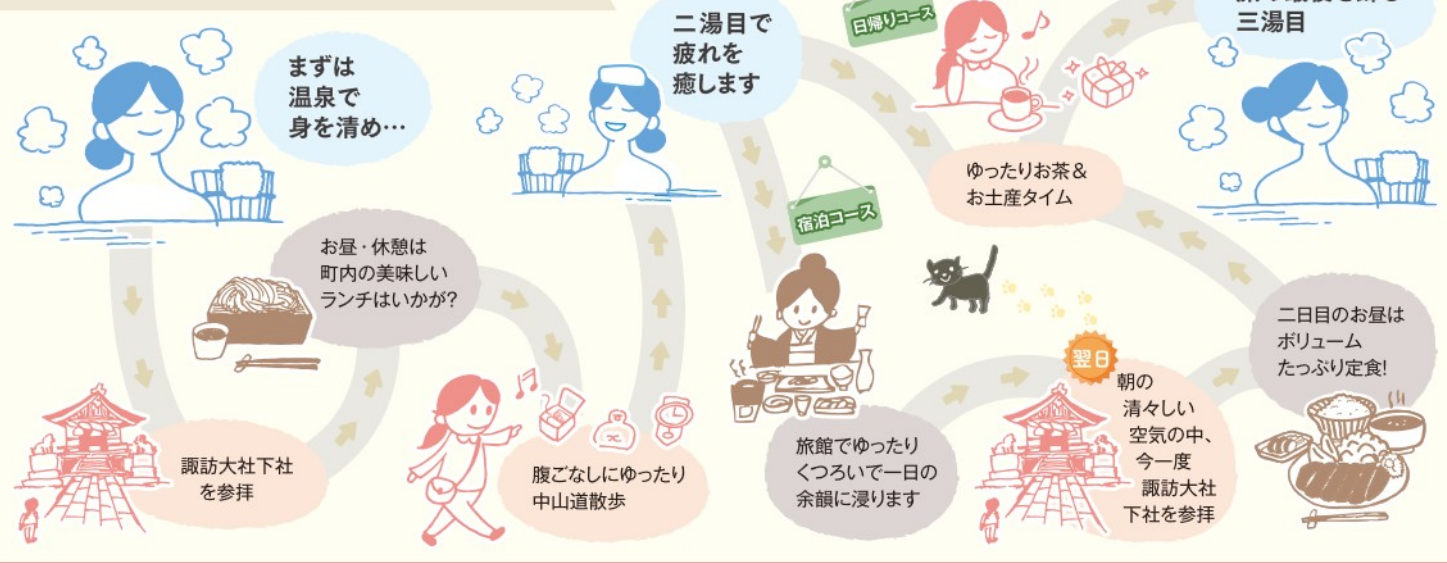 まずは
温泉で
身を清め…
諏訪大社下社
を参拝
お昼・休憩は
町内の美味しい
ランチはいかが?
腹ごなしにゆったり
中山道散歩
二湯目で
疲れを
癒します
日帰りコース
宿泊コース
旅館でゆったり
くつろいで一日の
余韻に浸ります
翌日
朝の
清々しい
空気の中、
今一度
諏訪大社
下社を参拝
二日目のお昼は
ボリューム
たっぷり定食!
ゆったりお茶&
お土産タイム
三湯目